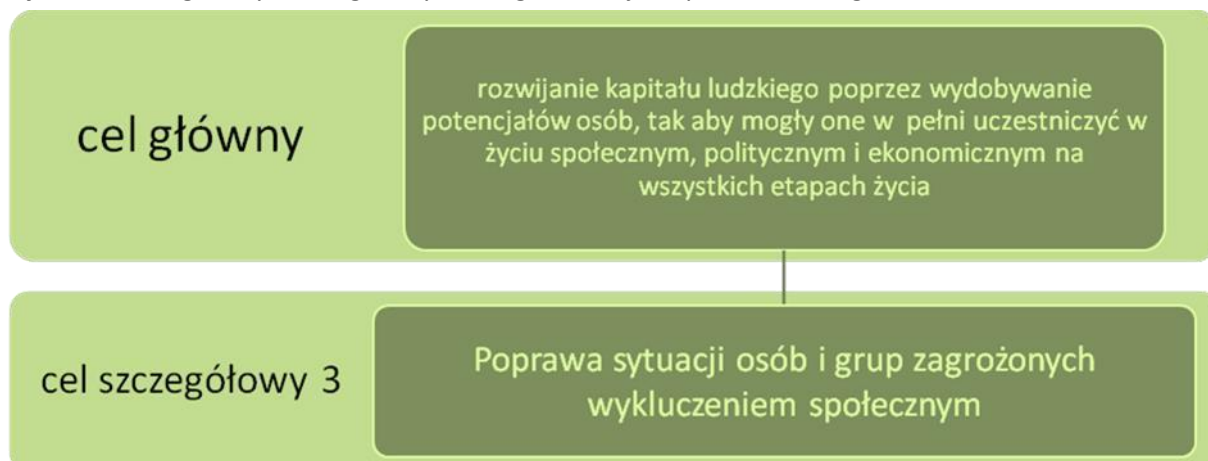 cel główny
rozwijanie kapitału ludzkiego poprzez wydobywanie
potencjałów osób, tak aby mogły one w pełni uczestniczyć w
życiu społecznym, politycznym i ekonomicznym na
wszystkich etapach życia
cel szczegółowy 3
Poprawa sytuacji osób i grup zagrożonych
wykluczeniem społecznym